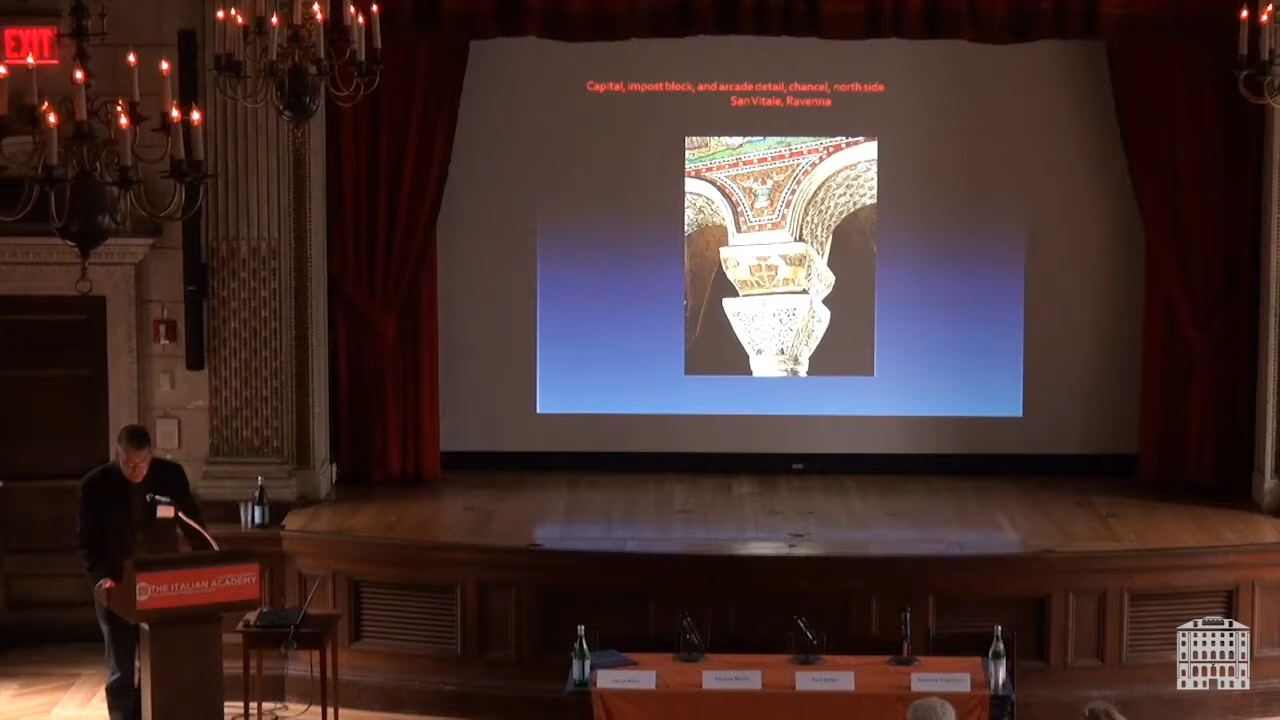 EXIT
Capital, impost block, and arcade detail, chancel, north side
San Vitale, Ravenna
THE ITALIAN ACADEMY